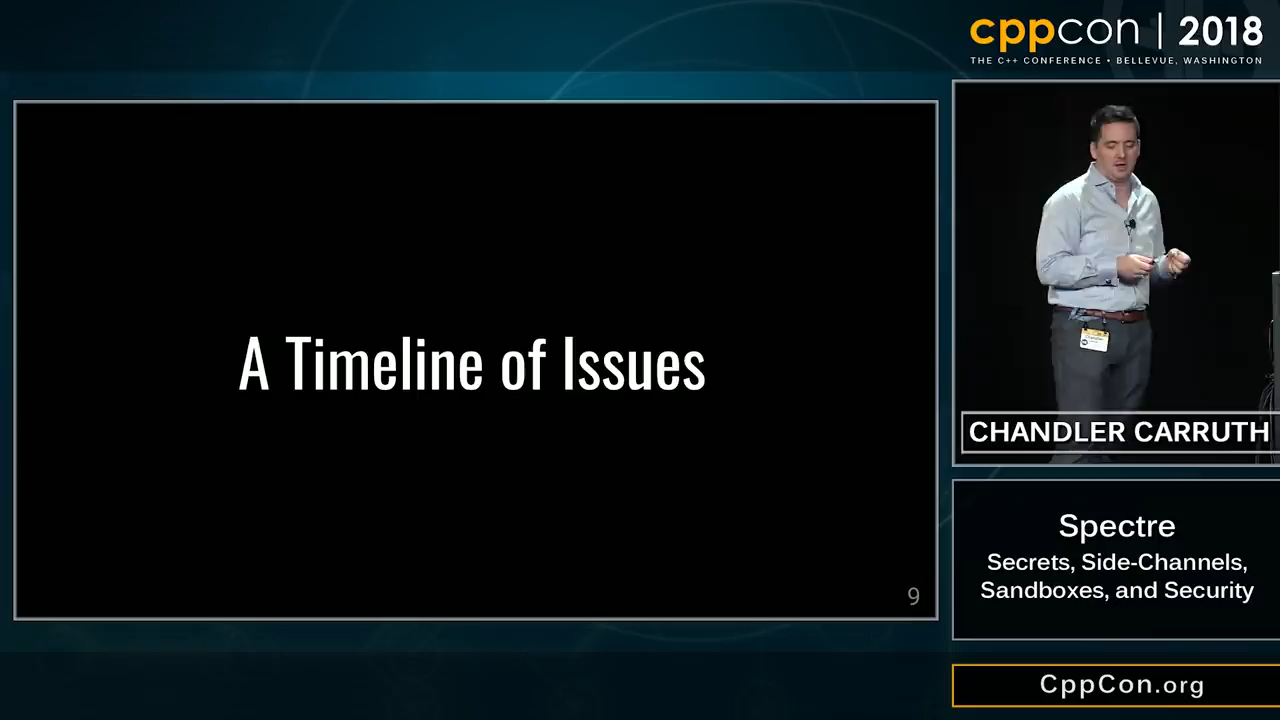 cppcon | 2018
THE C++ CONFERENCE • BELLEVUE, WASHINGTON
A Timeline of Issues
9
CHANDLER CARRUTH
Spectre
Secrets, Side-Channels,
Sandboxes, and Security
CppCon.org